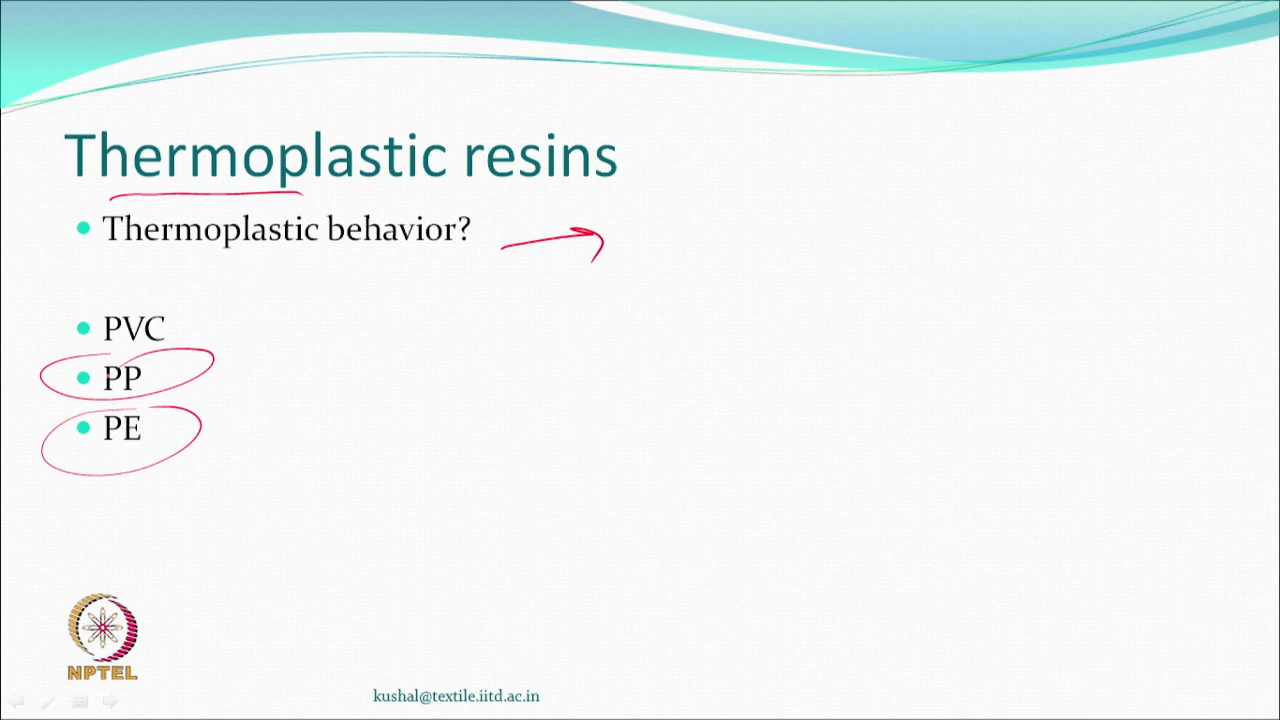 Thermoplastic resins
Thermoplastic behavior?
PVC
PP
PE
NPTEL
kushal@textile.iitd.ac.in